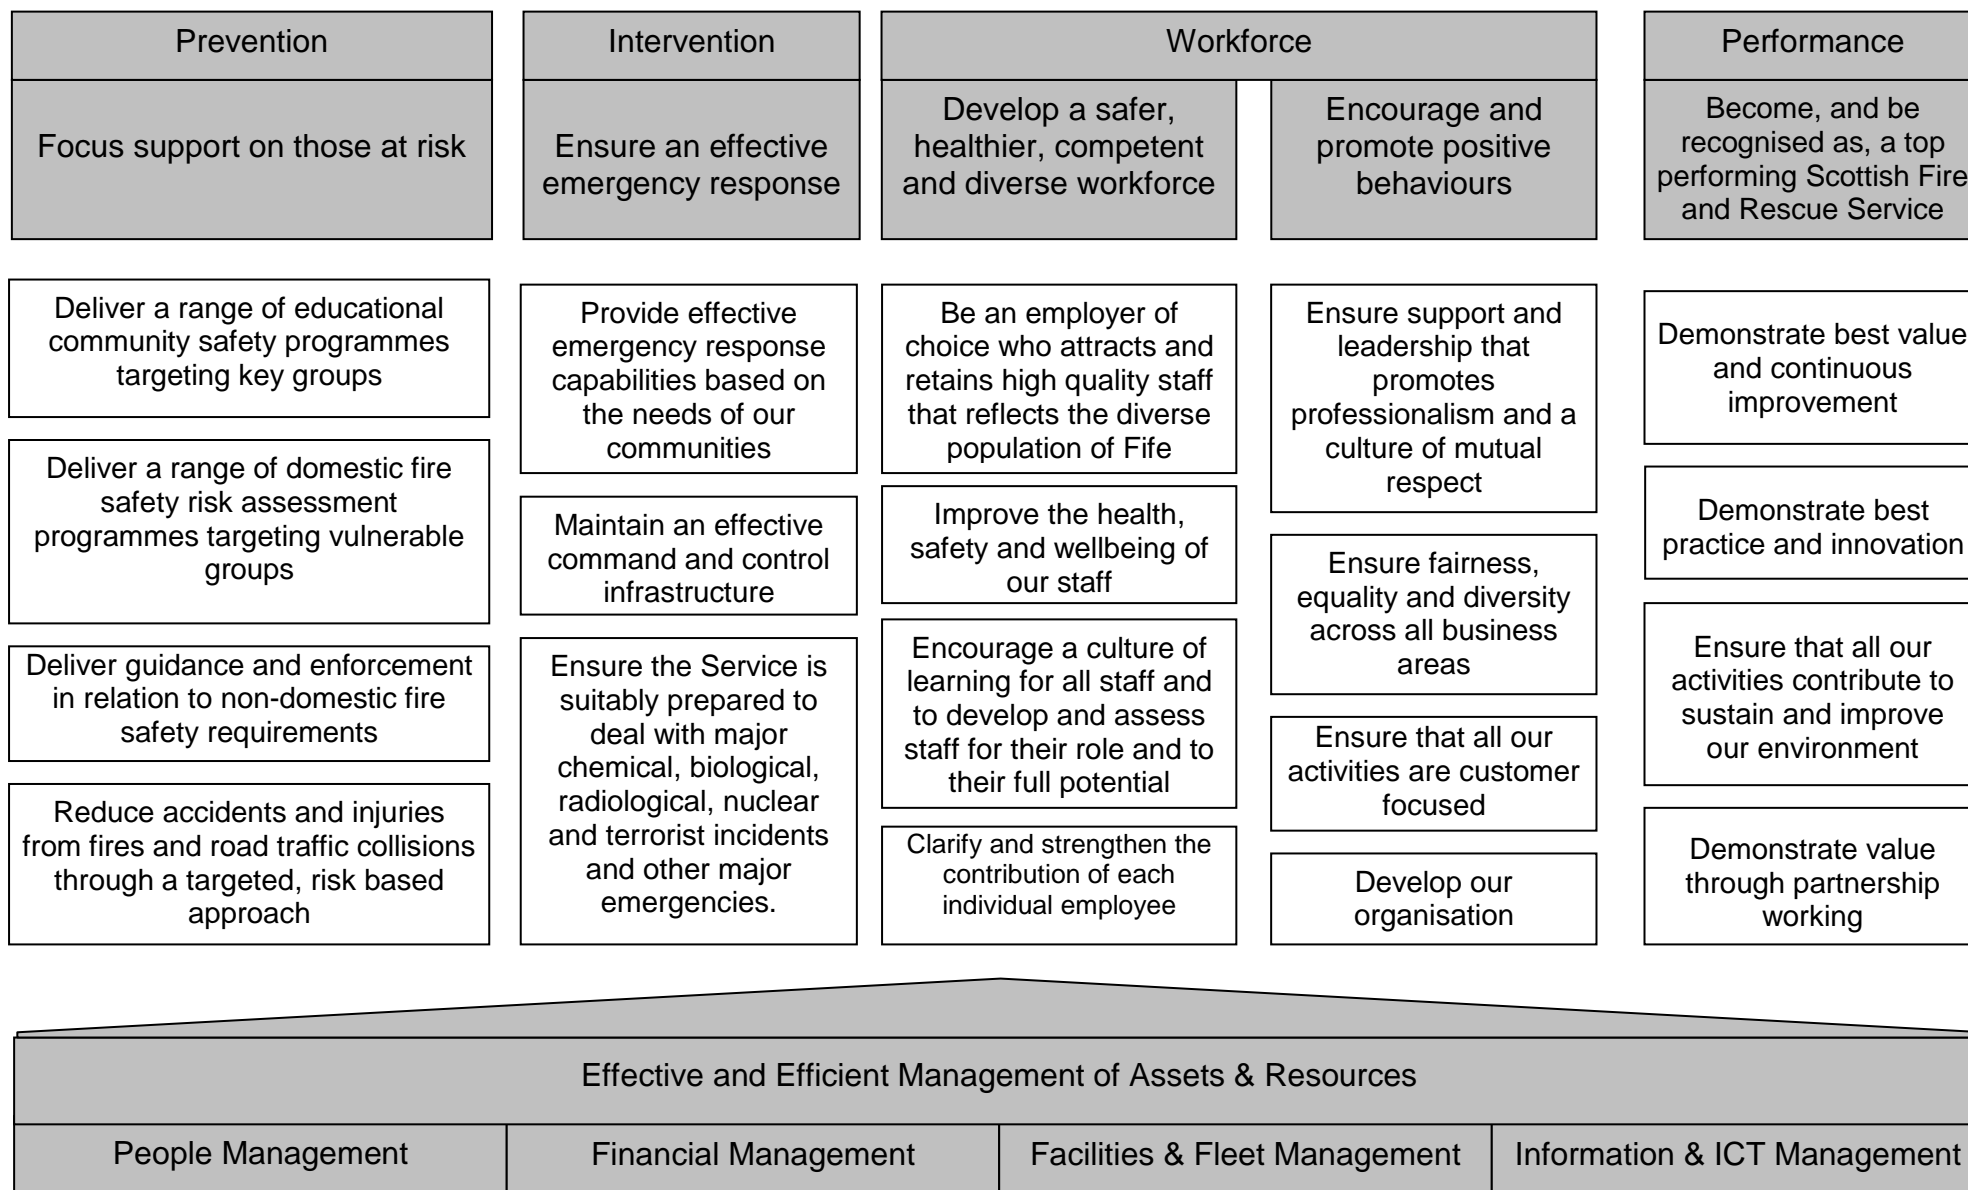 Prevention
Focus support on those at risk
Deliver a range of educational
community safety programmes
targeting key groups
Deliver a range of domestic fire
safety risk assessment
programmes targeting vulnerable
groups
Deliver guidance and enforcement
in relation to non-domestic fire
safety requirements
Reduce accidents and injuries
from fires and road traffic collisions
through a targeted, risk based
approach
Intervention
Ensure an effective
emergency response
Provide effective
emergency response
capabilities based on
the needs of our
communities
Maintain an effective
command and control
infrastructure
Ensure the Service is
suitably prepared to
deal with major
chemical, biological,
radiological, nuclear
and terrorist incidents
and other major
emergencies.
Workforce
Develop a safer,
healthier, competent
and diverse workforce
Be an employer of
choice who attracts and
retains high quality staff
that reflects the diverse
population of Fife
Improve the health,
safety and wellbeing of
our staff
Encourage a culture of
learning for all staff and
to develop and assess
staff for their role and to
their full potential
Clarify and strengthen the
contribution of each
individual employee
Encourage and
promote positive
behaviours
Ensure support and
leadership that
promotes
professionalism and a
culture of mutual
respect
Ensure fairness,
equality and diversity
across all business
areas
Ensure that all our
activities are customer
focused
Develop our
organisation
Performance
Become, and be
recognised as, a top
performing Scottish Fire
and Rescue Service
Demonstrate best value
and continuous
improvement
Demonstrate best
practice and innovation
Ensure that all our
activities contribute to
sustain and improve
our environment
Demonstrate value
through partnership
working
Effective and Efficient Management of Assets & Resources
People Management
Financial Management
Facilities & Fleet Management
Information & ICT Management